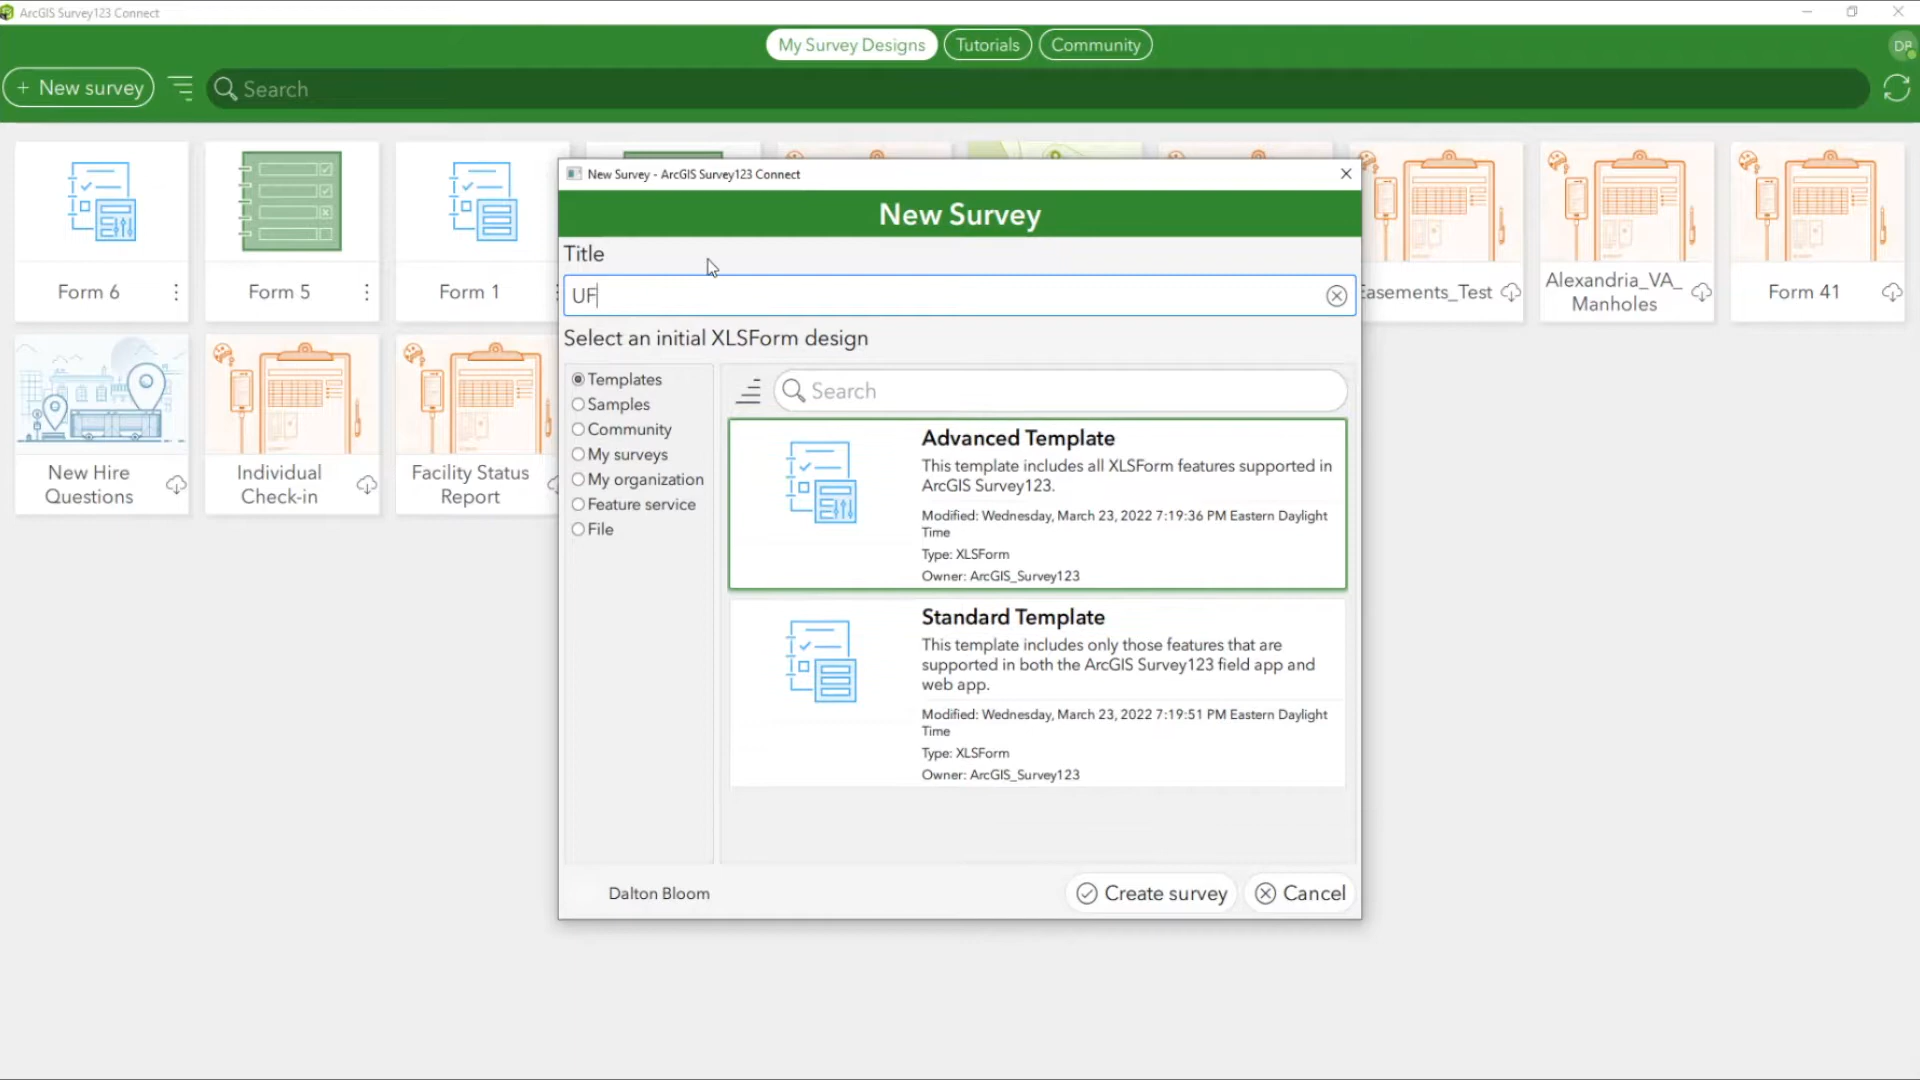 ArcGIS Survey123 Connect
My Survey Designs
Tutorials
Community
+ New survey
Search
Form 6
Form 5
Form 1
Easements_Test
Alexandria_VA_
Manholes
Form 41
New Hire
Questions
Individual
Check-in
Facility Status
Report
New Survey - ArcGIS Survey123 Connect
New Survey
Title
UF
Select an initial XLSForm design
Templates
Samples
Community
My surveys
My organization
Feature service
File
Search
Advanced Template
This template includes all XLSForm features supported in
ArcGIS Survey123.
Modified: Wednesday, March 23, 2022 7:19:36 PM Eastern Daylight
Time
Type: XLSForm
Owner: ArcGIS_Survey123
Standard Template
This template includes only those features that are
supported in both the ArcGIS Survey123 field app and
web app.
Modified: Wednesday, March 23, 2022 7:19:51 PM Eastern Daylight
Time
Type: XLSForm
Owner: ArcGIS_Survey123
Dalton Bloom
Create survey
Cancel